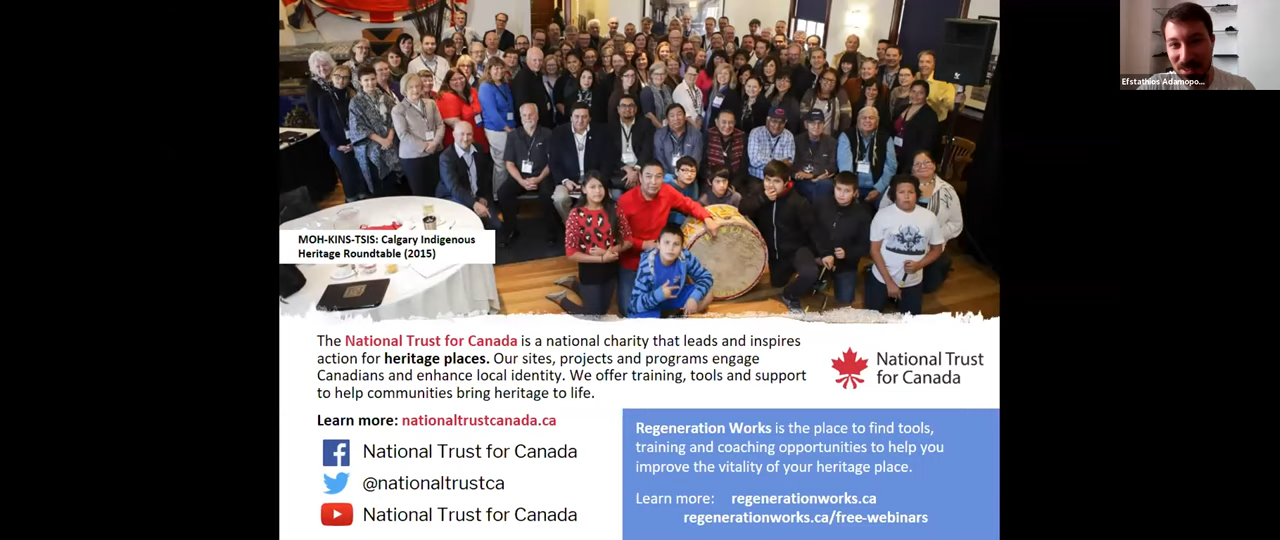 Efstathios Adamopo...
MOH-KINS-TSIS: Calgary Indigenous
Heritage Roundtable (2015)
The National Trust for Canada is a national charity that leads and inspires
action for heritage places. Our sites, projects and programs engage
Canadians and enhance local identity. We offer training, tools and support
to help communities bring heritage to life.
National Trust
for Canada
Learn more: nationaltrustcanada.ca
National Trust for Canada
@nationaltrustca
National Trust for Canada
Regeneration Works is the place to find tools,
training and coaching opportunities to help you
improve the vitality of your heritage place.
Learn more: regenerationworks.ca
regenerationworks.ca/free-webinars